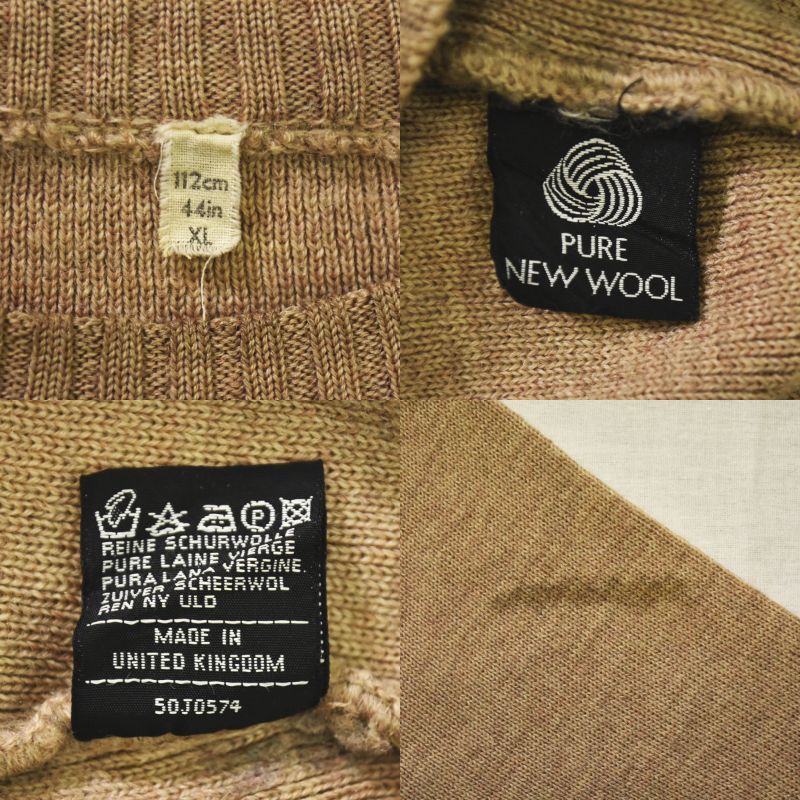 112cm
44in
XL
PURE
NEW WOOL
P
REINE SCHURWOLLE
PURE LAINE VIERGE
PURA LANA VERGINE
ZUIVER SCHEERWOL
REN NY ULD
MADE IN
UNITED KINGDOM
50J0574